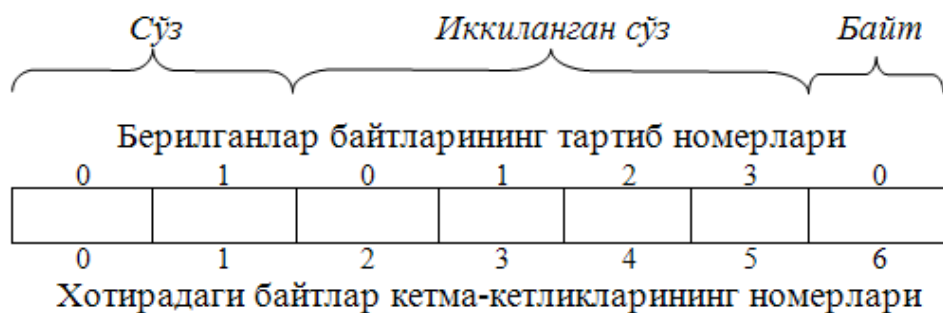 Сўз Иккиланган сўз Байт
Берилганлар байтларининг тартиб номерлари
0 1 0 1 2 3 0
0 1 2 3 4 5 6
Хотирадаги байтлар кетма-кетликларининг номерлари